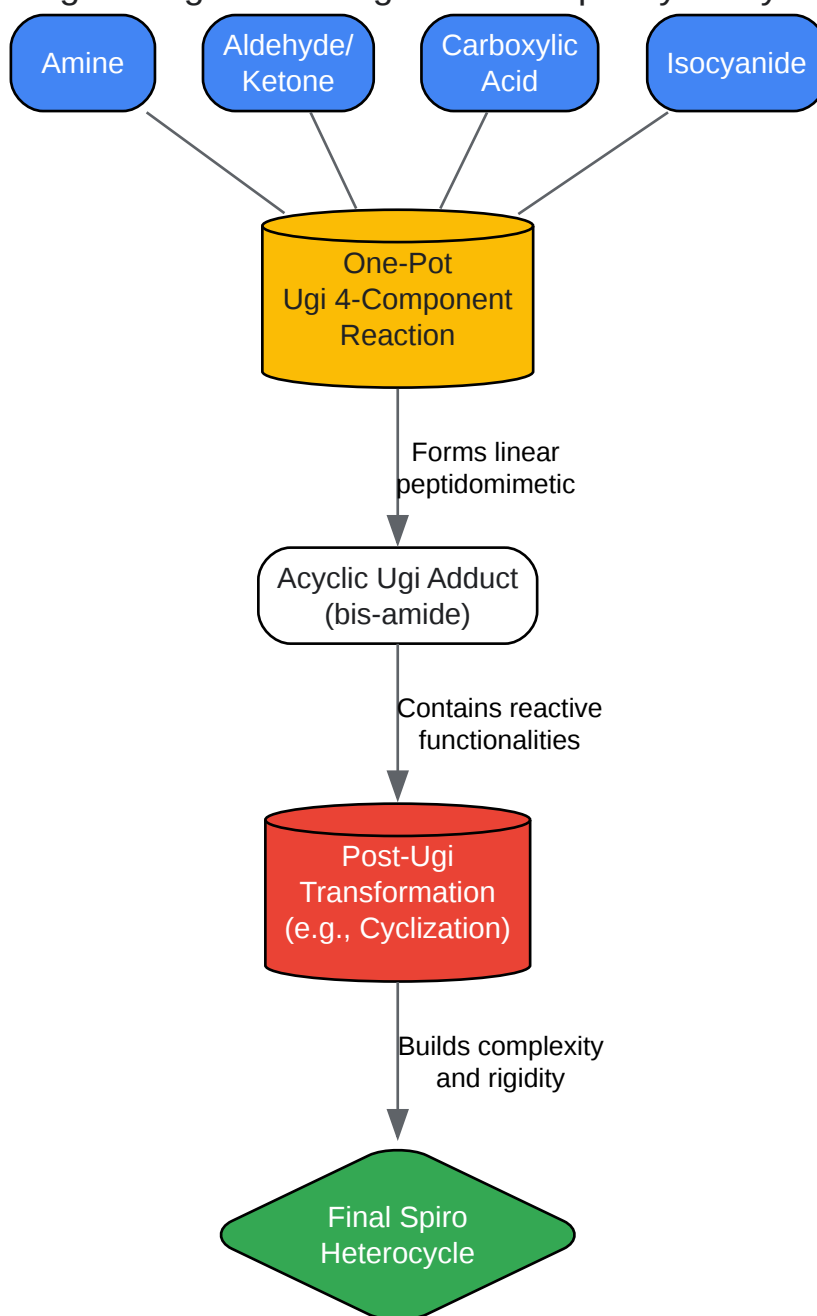 Amine
Aldehyde/
Ketone
Carboxylic
Acid
Isocyanide
One-Pot
Ugi 4-Component
Reaction
Forms linear
peptidomimetic
Acyclic Ugi Adduct
(bis-amide)
Contains reactive
functionalities
Post-Ugi
Transformation
(e.g., Cyclization)
Builds complexity
and rigidity
Final Spiro
Heterocycle